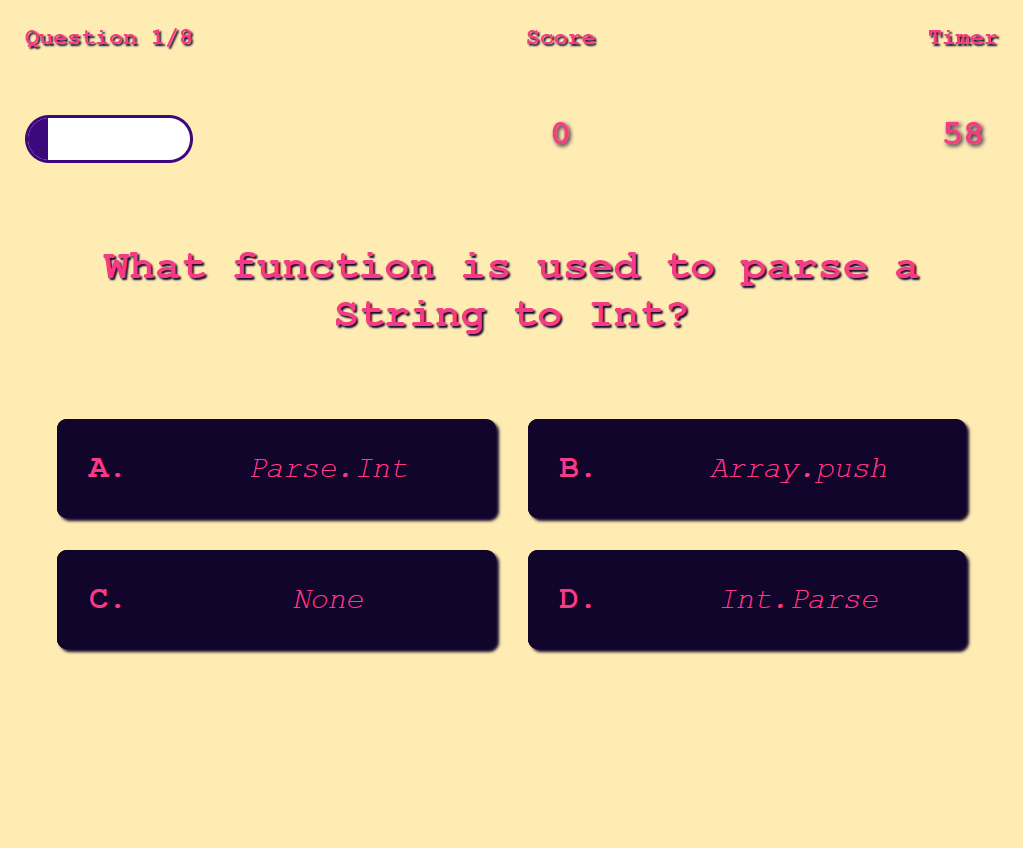 Question 1/8
Score
Timer
0
58
What function is used to parse a
String to Int?
A. Parse.Int
B. Array.push
C. None
D. Int.Parse